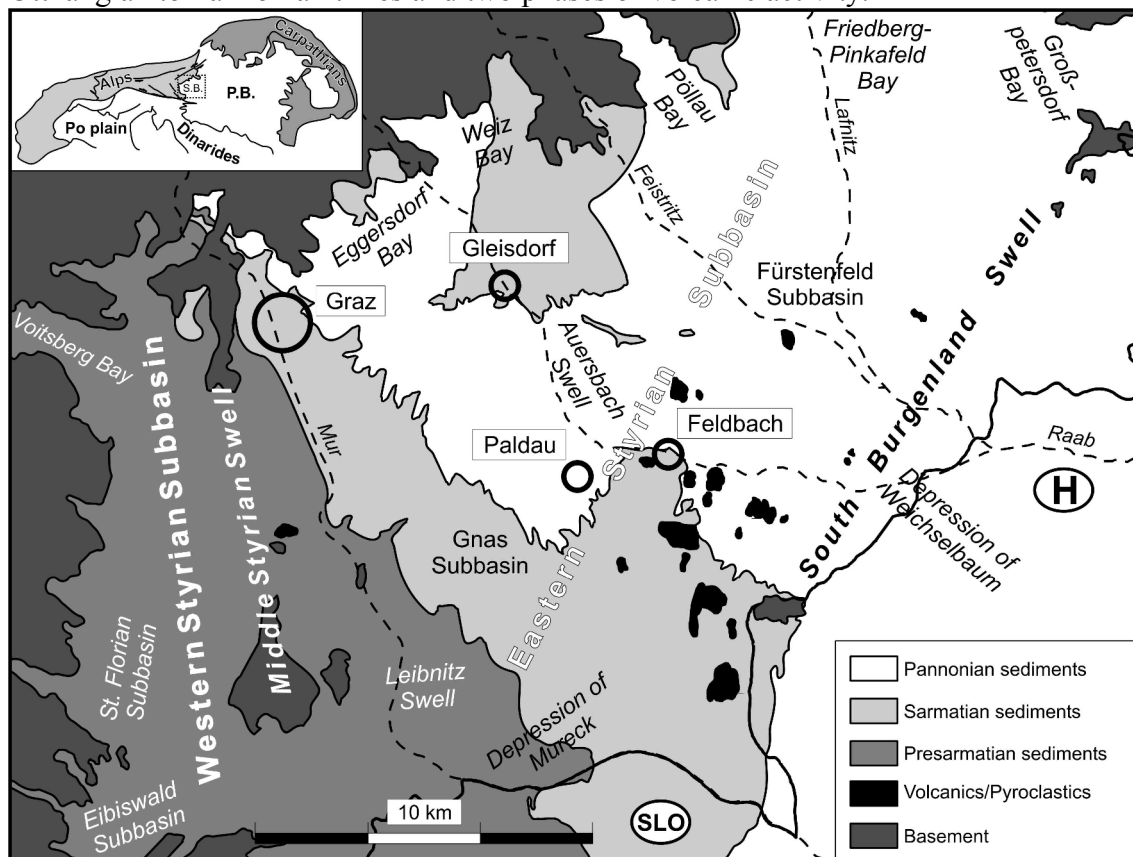 Alps
Carpathians
S.B.
P.B.
Po plain
Dinarides
Friedberg-
Pinkafeld
Bay
Groß-
petersdorf
Bay
Pöllau
Bay
Lafnitz
Weiz
Bay
Feistritz
Eggersdorf
Bay
Gleisdorf
Graz
Fürstenfeld
Subbasin
Voitsberg Bay
Auersbach
Swell
Mur
Paldau
Feldbach
Raab
H
Eastern Styrian Subbasin
South Burgenland Swell
Depression of
Weichselbaum
Western Styrian Subbasin
Middle Styrian Swell
Gnas
Subbasin
St. Florian
Subbasin
Leibnitz
Swell
Depression of
Mureck
Eibiswald
Subbasin
10 km
SLO
Pannonian sediments
Sarmatian sediments
Presarmatian sediments
Volcanics/Pyroclastics
Basement